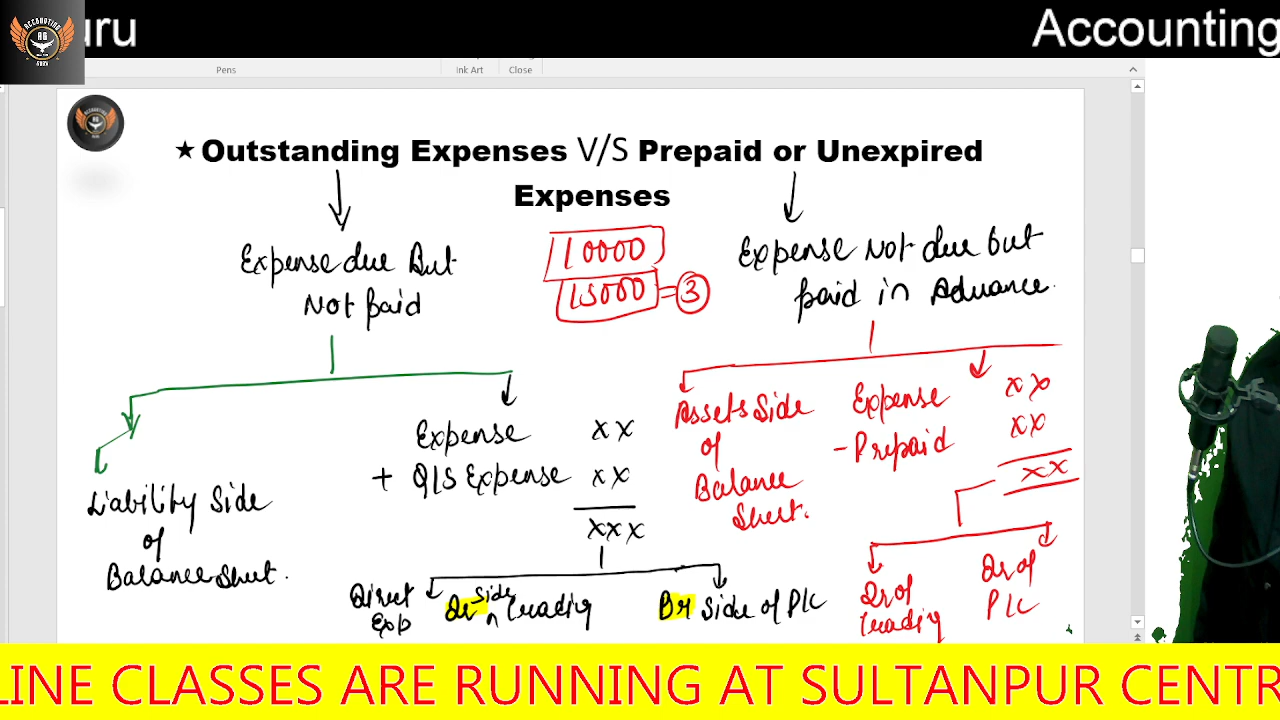 uru
Accounting
ACCOUNTING
AG
GURU
Pens
Ink Art
Close
★ Outstanding Expenses V/S Prepaid or Unexpired
Expenses
Expense due But
Not paid
10000
15000 = 3
Expense Not due but
paid in Advance.
Liability Side
of
Balance Sheet.
Expense xx
+ O/S Expense xx
xxx
Direct
Exp
Dr side Trading
Dr Side of P/L
Assets Side
of
Balance
Sheet.
Expense xx
- Prepaid xx
xx
Dr of
Trading
Dr of
P/L
LINE CLASSES ARE RUNNING AT SULTANPUR CENTR